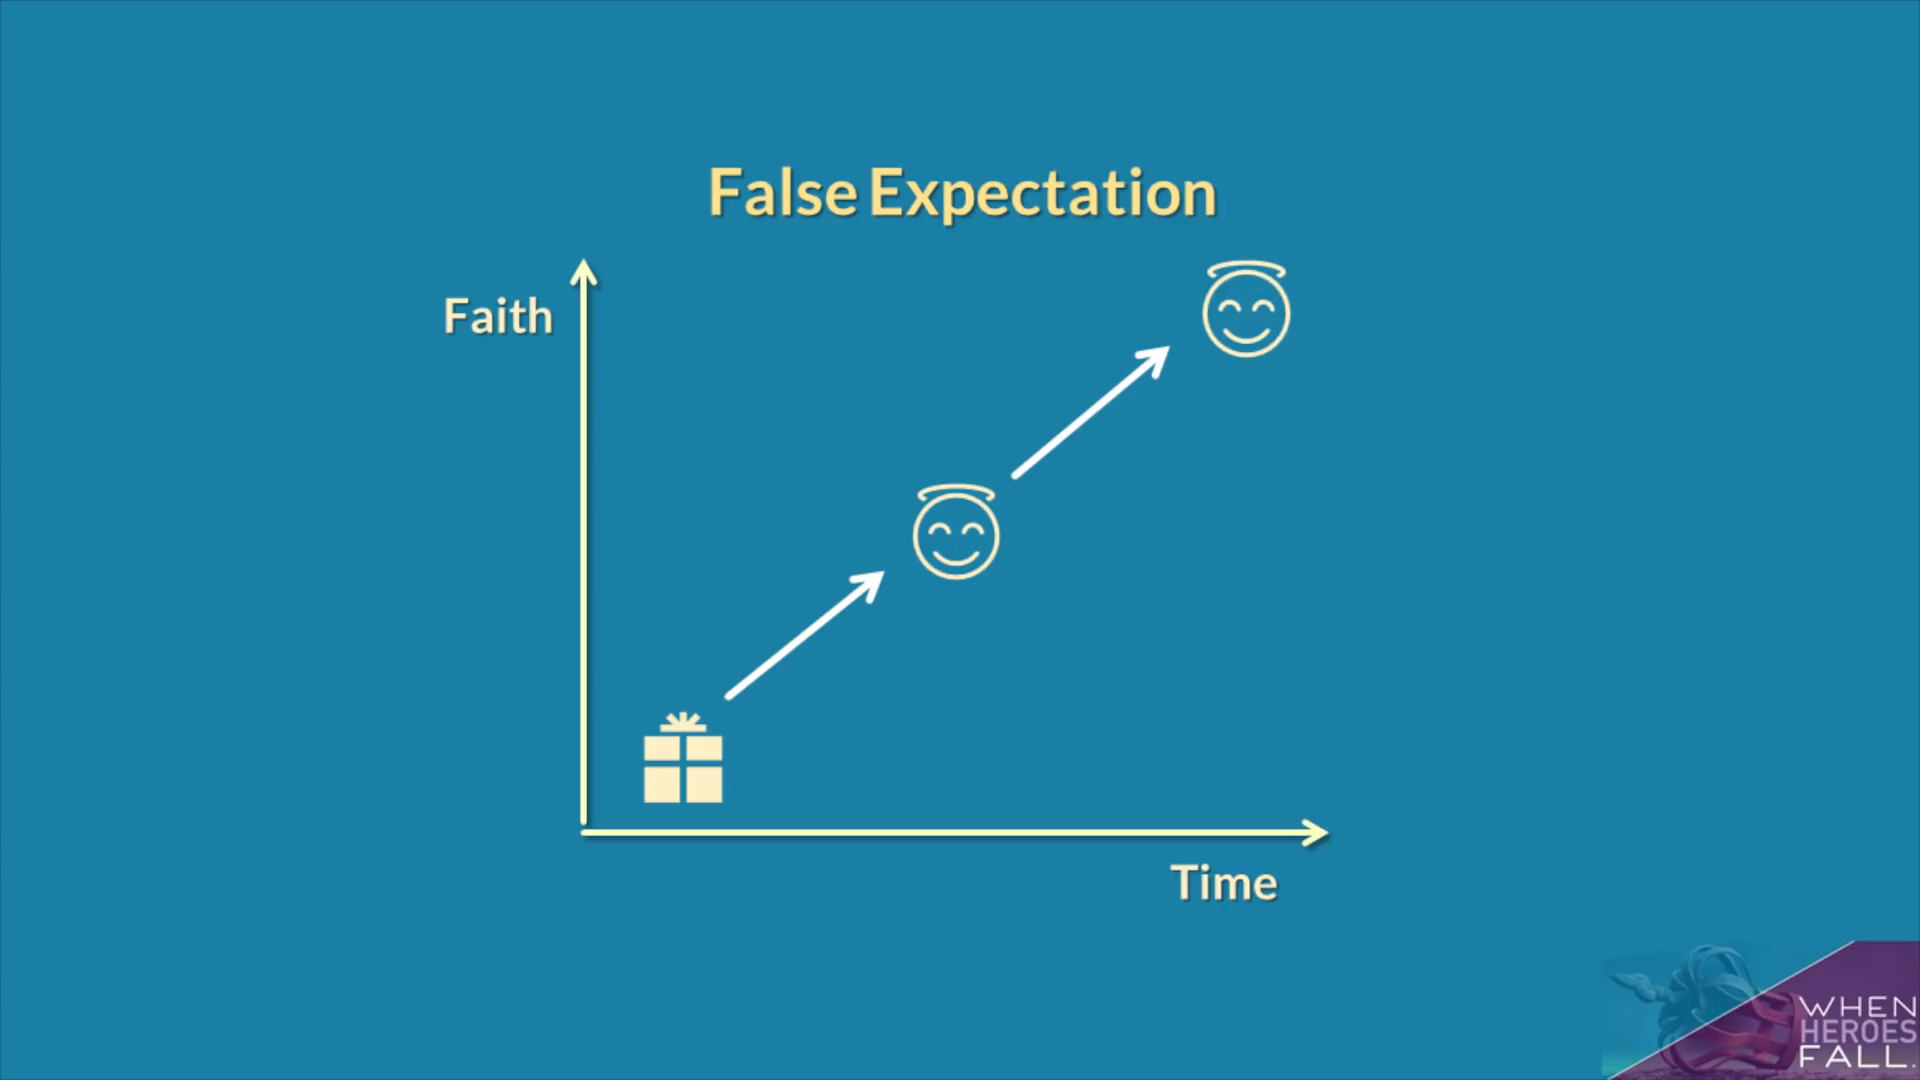 False Expectation
Faith
Time
WHEN
HEROES
FALL.